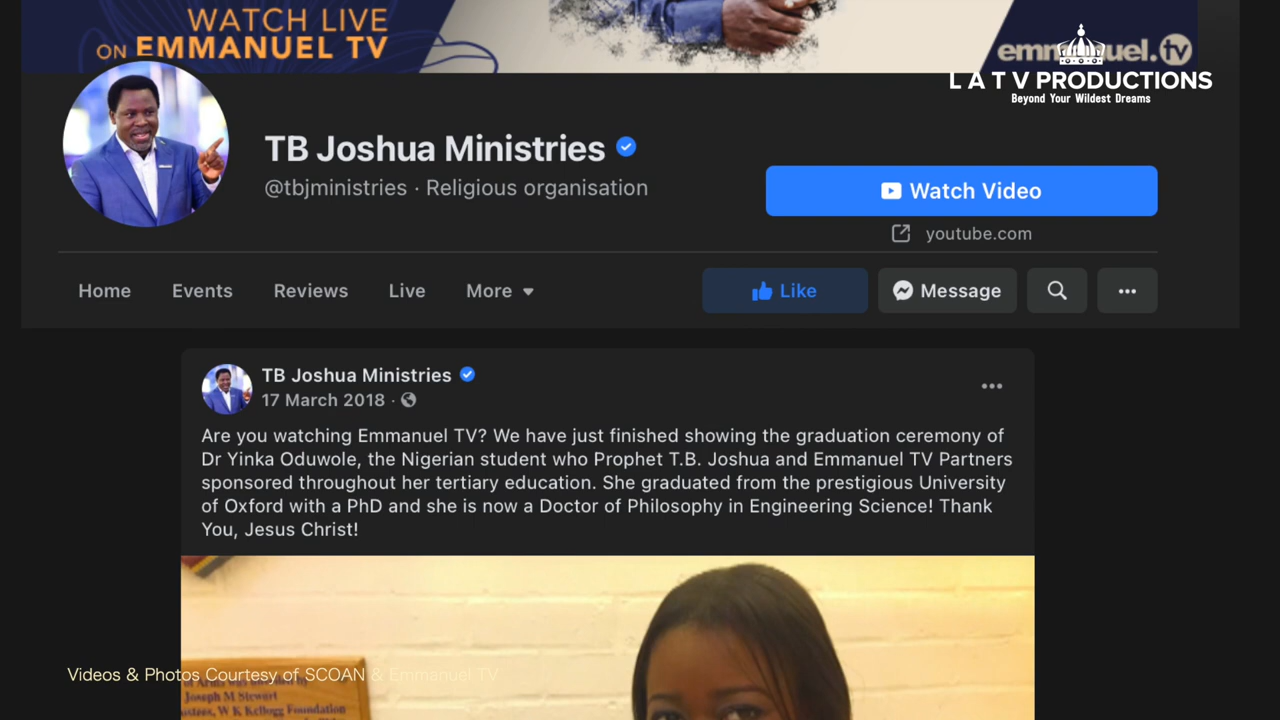 WATCH LIVE
ON EMMANUEL TV
emmanuel.tv
LATV PRODUCTIONS
Beyond Your Wildest Dreams
TB Joshua Ministries
@tbjministries · Religious organisation
Watch Video
youtube.com
Home Events Reviews Live More
Like Message
TB Joshua Ministries
17 March 2018 ·
Are you watching Emmanuel TV? We have just finished showing the graduation ceremony of
Dr Yinka Oduwole, the Nigerian student who Prophet T.B. Joshua and Emmanuel TV Partners
sponsored throughout her tertiary education. She graduated from the prestigious University
of Oxford with a PhD and she is now a Doctor of Philosophy in Engineering Science! Thank
You, Jesus Christ!
Videos & Photos Courtesy of SCOAN & Emmanuel TV
Joseph M Stewart
W K Kellogg Foundation